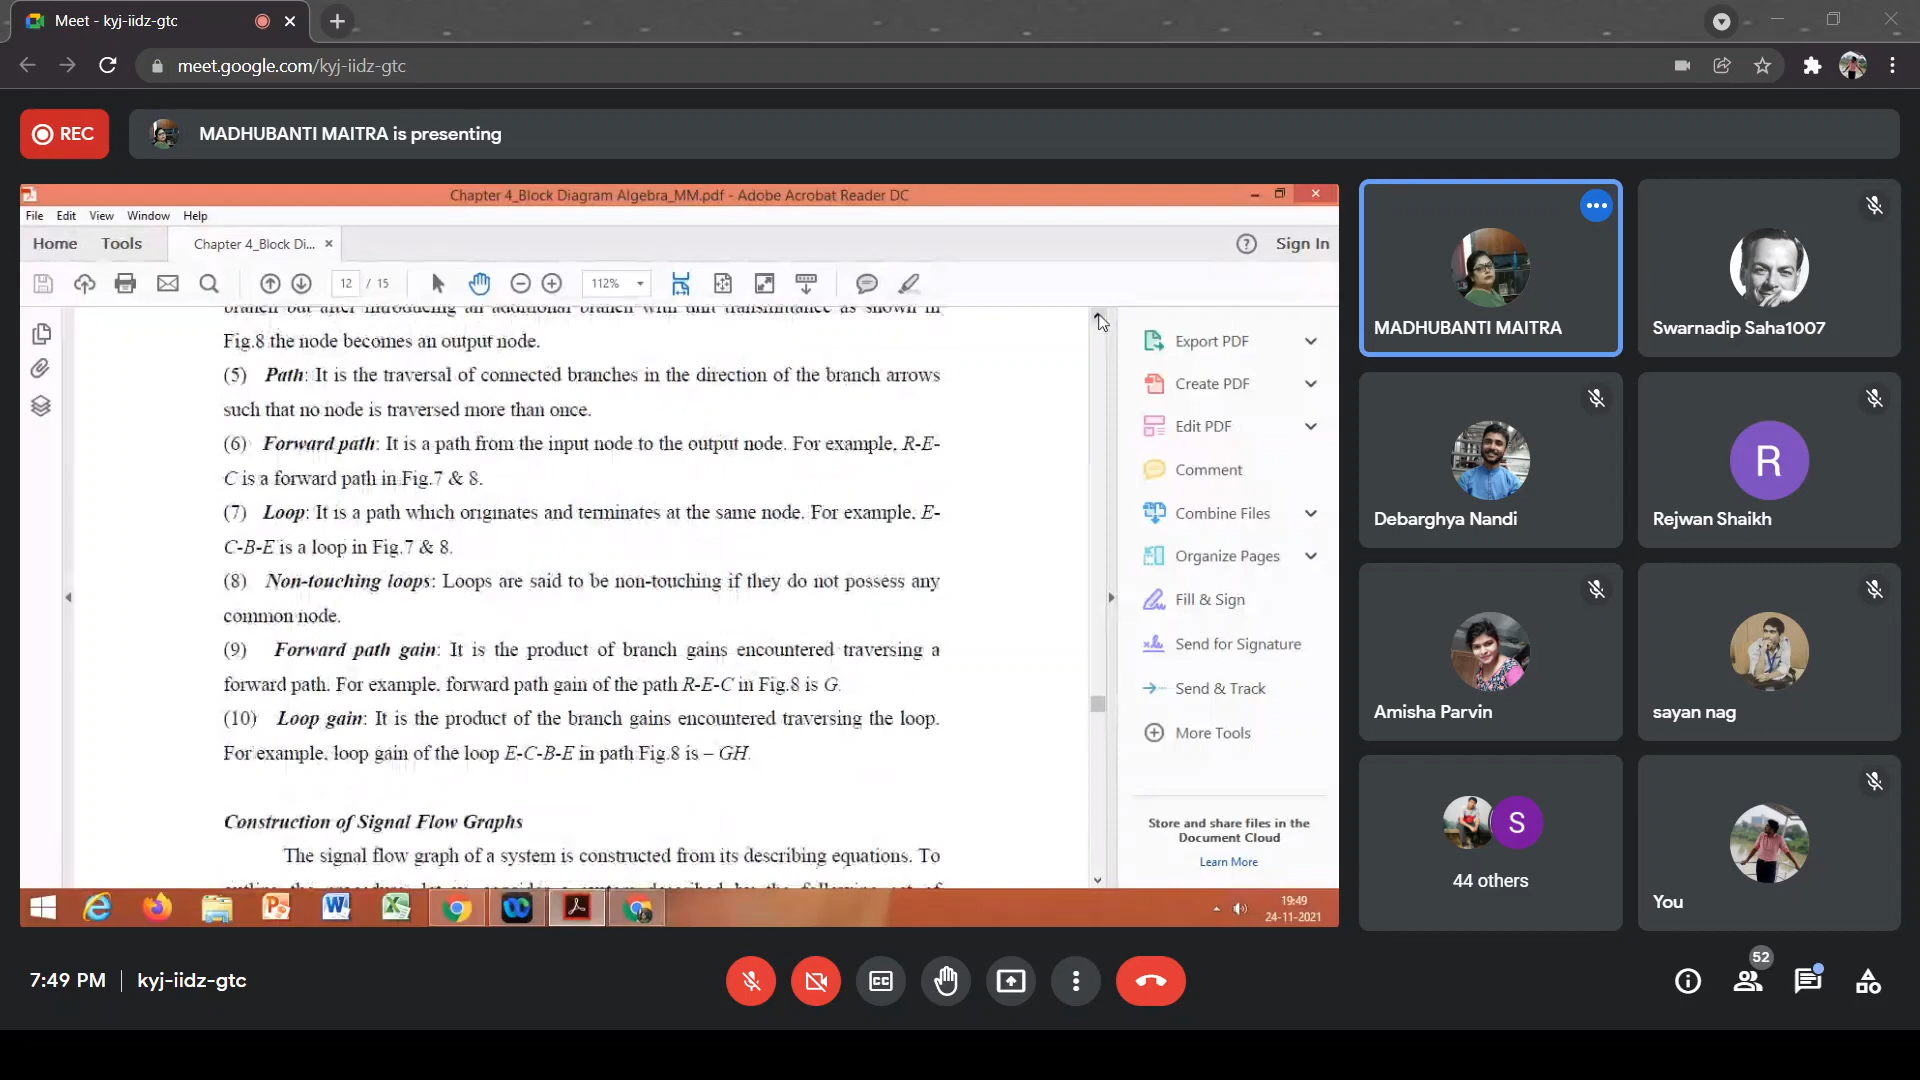 Meet - kyj-iidz-gtc
meet.google.com/kyj-iidz-gtc
REC
MADHUBANTI MAITRA is presenting
Chapter 4_Block Diagram Algebra_MM.pdf - Adobe Acrobat Reader DC
File Edit View Window Help
Home Tools Chapter 4_Block Di... Sign In
12 / 15 112%
branch but after introducing an additional branch with unit transmittance as shown in
Fig.8 the node becomes an output node.
(5) Path: It is the traversal of connected branches in the direction of the branch arrows
such that no node is traversed more than once.
(6) Forward path: It is a path from the input node to the output node. For example, R-E-
C is a forward path in Fig.7 & 8.
(7) Loop: It is a path which originates and terminates at the same node. For example, E-
C-B-E is a loop in Fig.7 & 8.
(8) Non-touching loops: Loops are said to be non-touching if they do not possess any
common node.
(9) Forward path gain: It is the product of branch gains encountered traversing a
forward path. For example, forward path gain of the path R-E-C in Fig.8 is G.
(10) Loop gain: It is the product of the branch gains encountered traversing the loop.
For example, loop gain of the loop E-C-B-E in path Fig.8 is – GH.
Construction of Signal Flow Graphs
The signal flow graph of a system is constructed from its describing equations. To
Export PDF
Create PDF
Edit PDF
Comment
Combine Files
Organize Pages
Fill & Sign
Send for Signature
Send & Track
More Tools
Store and share files in the
Document Cloud
Learn More
19:49
24-11-2021
MADHUBANTI MAITRA
Swarnadip Saha1007
Debarghya Nandi
R
Rejwan Shaikh
Amisha Parvin
sayan nag
S
44 others
You
7:49 PM kyj-iidz-gtc
52